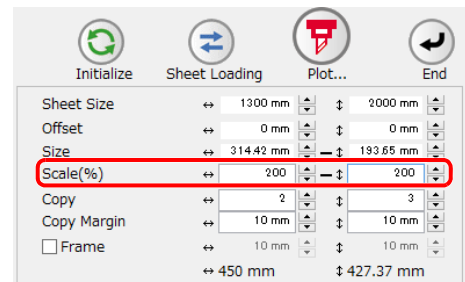 Initialize Sheet Loading Plot... End
Sheet Size ↔ 1300 mm ↕ 2000 mm
Offset ↔ 0 mm ↕ 0 mm
Size ↔ 314.42 mm ↕ 193.65 mm
Scale(%) ↔ 200 ↕ 200
Copy ↔ 2 ↕ 3
Copy Margin ↔ 10 mm ↕ 10 mm
Frame ↔ 10 mm ↕ 10 mm
↔ 450 mm ↕ 427.37 mm